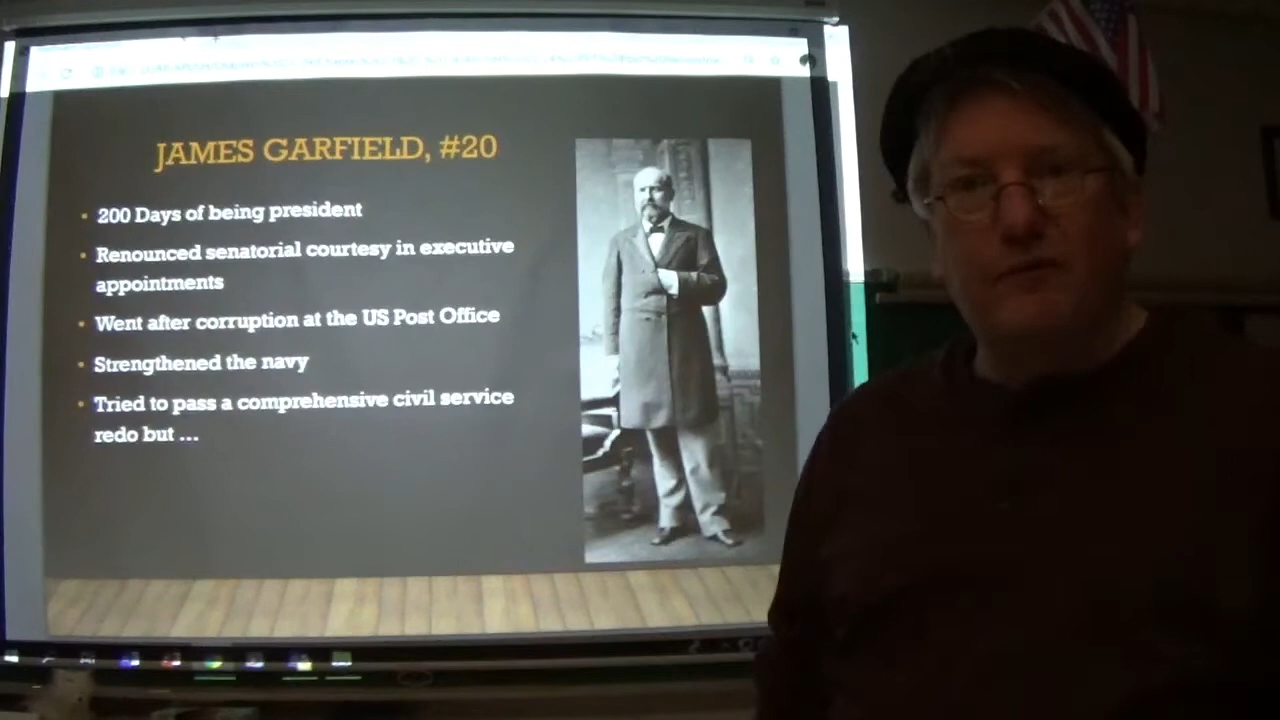 JAMES GARFIELD, #20
• 200 Days of being president
• Renounced senatorial courtesy in executive
appointments
• Went after corruption at the US Post Office
• Strengthened the navy
• Tried to pass a comprehensive civil service
redo but ...